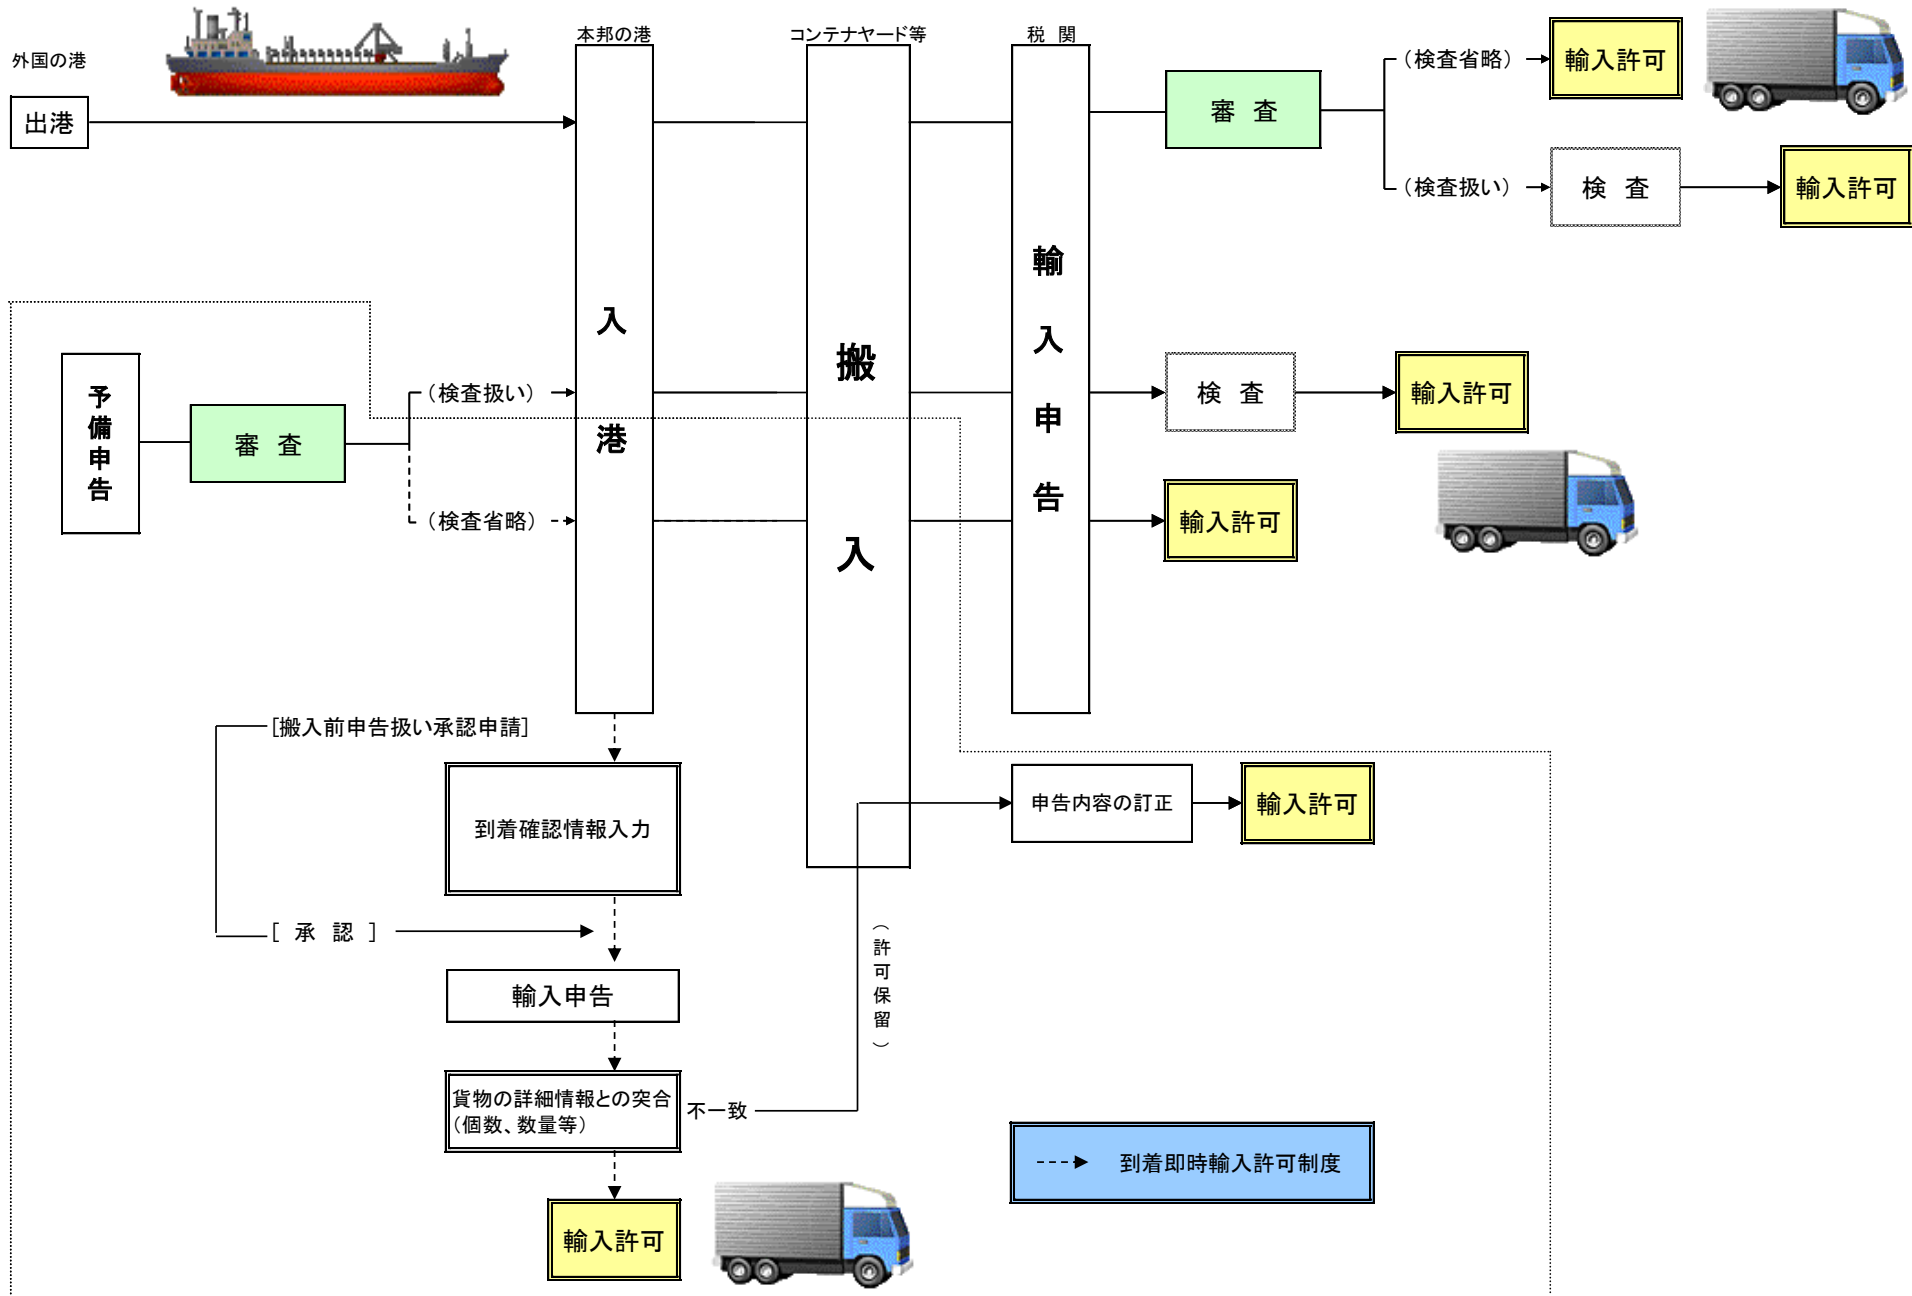 外国の港
本邦の港
コンテナヤード等
税 関
出港
入港
搬入
輸入申告
審 査
（検査省略）
輸入許可
（検査扱い）
検 査
輸入許可
予備申告
審 査
（検査扱い）
検 査
輸入許可
（検査省略）
輸入許可
[搬入前申告扱い承認申請]
到着確認情報入力
[ 承 認 ]
輸入申告
貨物の詳細情報との突合
（個数、数量等）
不一致
（許可保留）
申告内容の訂正
輸入許可
輸入許可
到着即時輸入許可制度